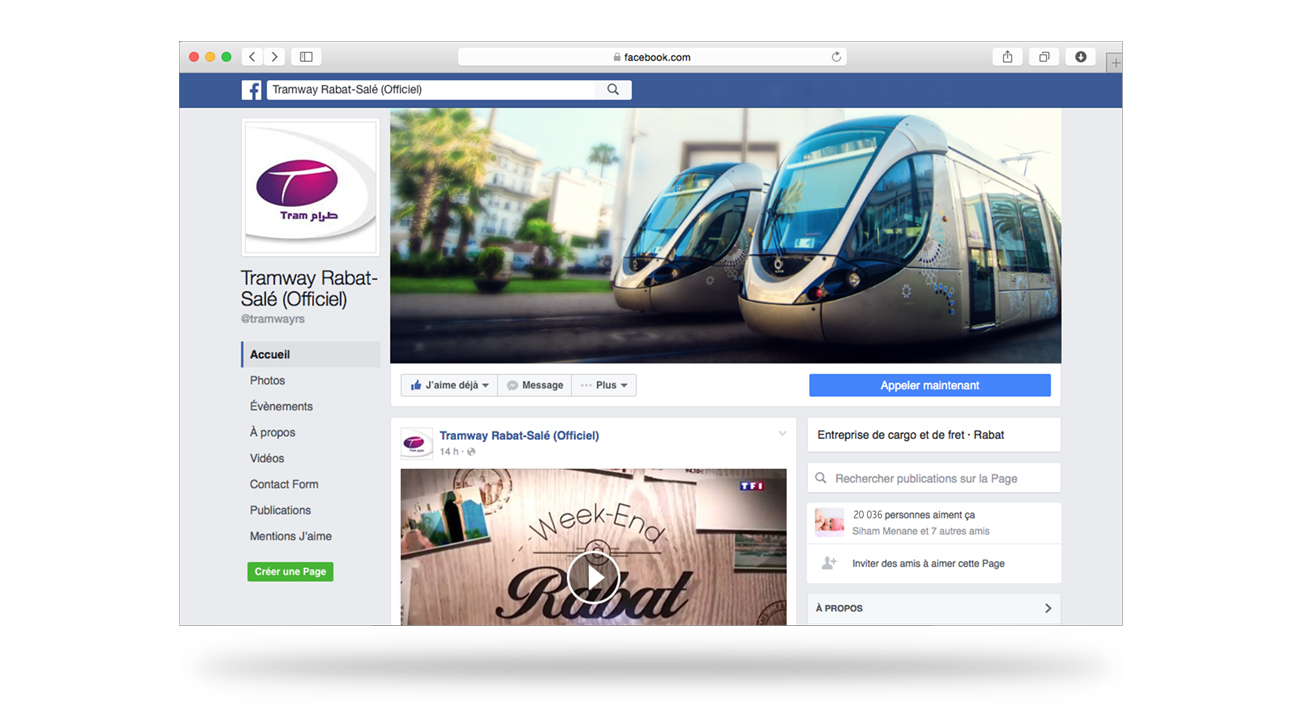 facebook.com
Tramway Rabat-Salé (Officiel)
Tram طرام
Tramway Rabat-
Salé (Officiel)
@tramwayrs
Accueil
Photos
Évènements
À propos
Vidéos
Contact Form
Publications
Mentions J'aime
Créer une Page
J'aime déjà
Message
Plus
Appeler maintenant
Tramway Rabat-Salé (Officiel)
14 h
TF1
Week-End
Rabat
Entreprise de cargo et de fret · Rabat
Rechercher publications sur la Page
20 036 personnes aiment ça
Siham Menane et 7 autres amis
Inviter des amis à aimer cette Page
À PROPOS